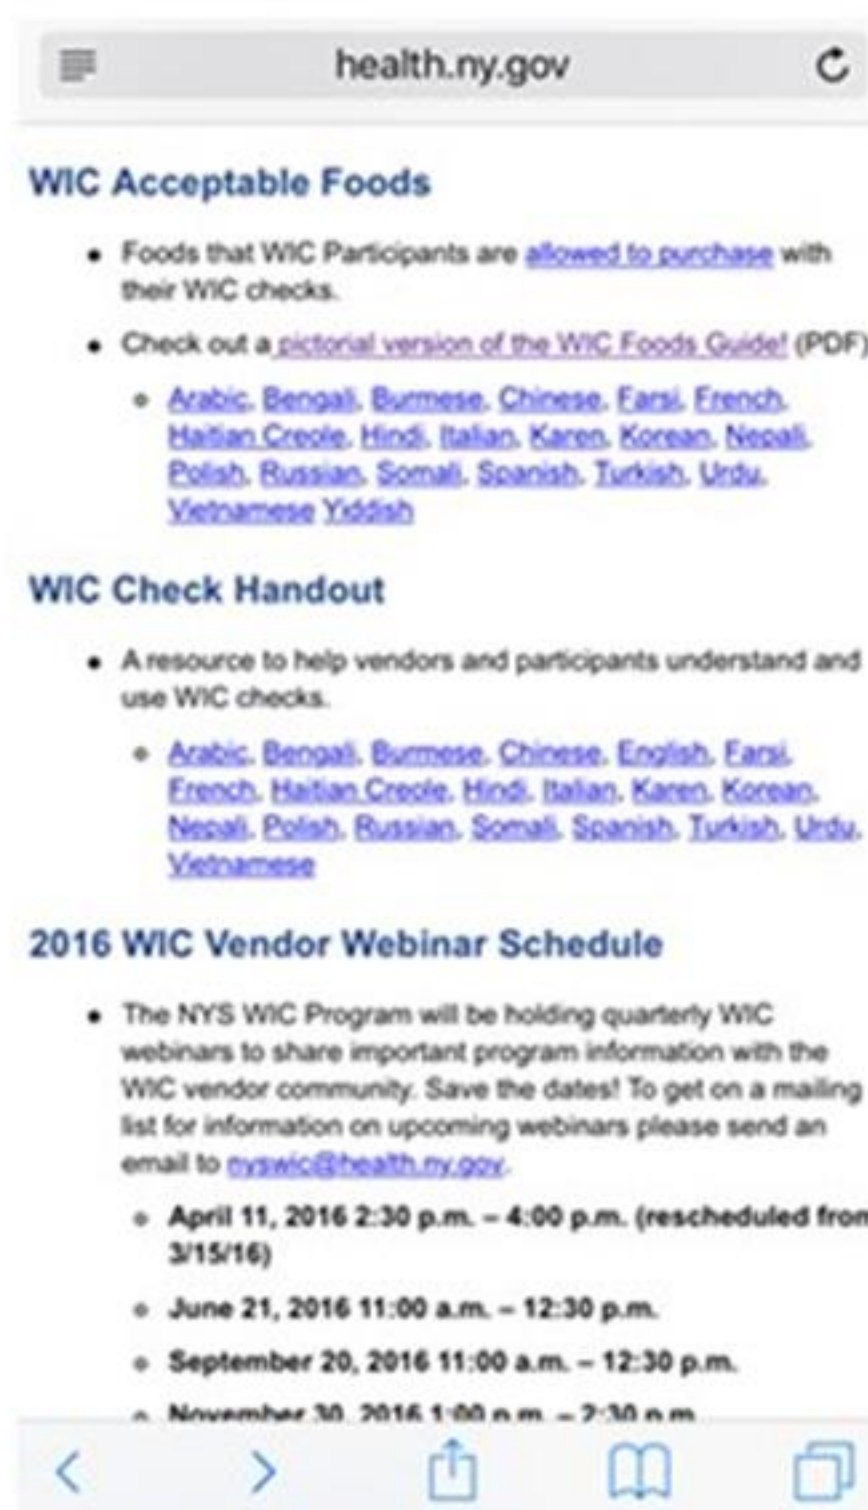 health.ny.gov
WIC Acceptable Foods
• Foods that WIC Participants are allowed to purchase with
their WIC checks.
• Check out a pictorial version of the WIC Foods Guide! (PDF)
Arabic, Bengali, Burmese, Chinese, Farsi, French,
Haitian Creole, Hindi, Italian, Karen, Korean, Nepali,
Polish, Russian, Somali, Spanish, Turkish, Urdu,
Vietnamese Yiddish
WIC Check Handout
• A resource to help vendors and participants understand and
use WIC checks.
Arabic, Bengali, Burmese, Chinese, English, Farsi,
French, Haitian Creole, Hindi, Italian, Karen, Korean,
Nepali, Polish, Russian, Somali, Spanish, Turkish, Urdu,
Vietnamese
2016 WIC Vendor Webinar Schedule
• The NYS WIC Program will be holding quarterly WIC
webinars to share important program information with the
WIC vendor community. Save the dates! To get on a mailing
list for information on upcoming webinars please send an
email to nyswic@health.ny.gov.
April 11, 2016 2:30 p.m. – 4:00 p.m. (rescheduled from
3/15/16)
June 21, 2016 11:00 a.m. – 12:30 p.m.
September 20, 2016 11:00 a.m. – 12:30 p.m.
November 30, 2016 1:00 p.m. – 2:30 p.m.